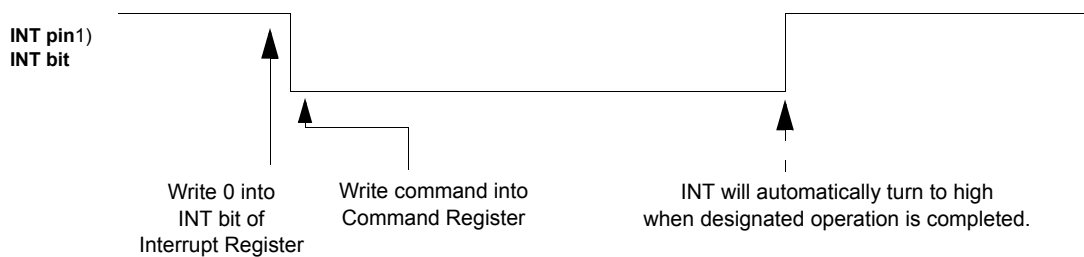 INT pin1)
INT bit
Write 0 into
INT bit of
Interrupt Register
Write command into
Command Register
INT will automatically turn to high
when designated operation is completed.